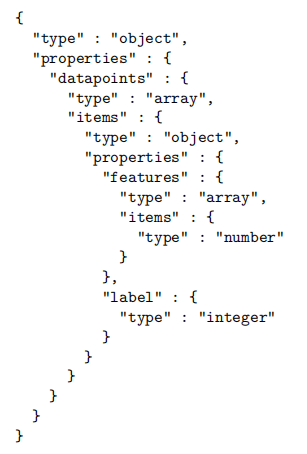 {
  "type" : "object",
  "properties" : {
    "datapoints" : {
      "type" : "array",
      "items" : {
        "type" : "object",
        "properties" : {
          "features" : {
            "type" : "array",
            "items" : {
              "type" : "number"
            }
          },
          "label" : {
            "type" : "integer"
          }
        }
      }
    }
  }
}